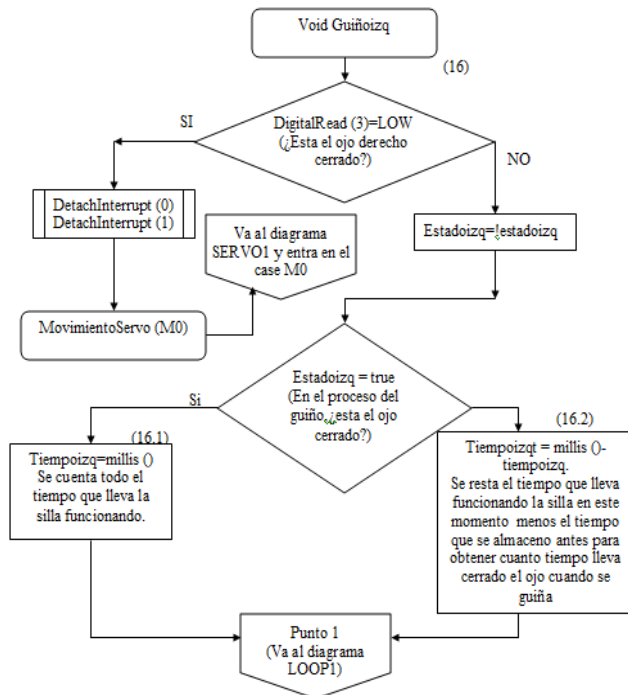 Void Guiñoizq
(16)
DigitalRead (3)=LOW
(¿Esta el ojo derecho
cerrado?)
SI
NO
DetachInterrupt (0)
DetachInterrupt (1)
Va al diagrama
SERVO1 y entra en el
case M0
Estadoizq=!estadoizq
MovimientoServo (M0)
Estadoizq = true
(En el proceso del
guiño,¿esta el ojo
cerrado?)
Si
(16.1)
(16.2)
Tiempoizq=millis ()
Se cuenta todo el
tiempo que lleva la
silla funcionando.
Tiempoizqt = millis ()-
tiempoizq.
Se resta el tiempo que lleva
funcionando la silla en este
momento menos el tiempo
que se almaceno antes para
obtener cuanto tiempo lleva
cerrado el ojo cuando se
guiña
Punto 1
(Va al diagrama
LOOP1)